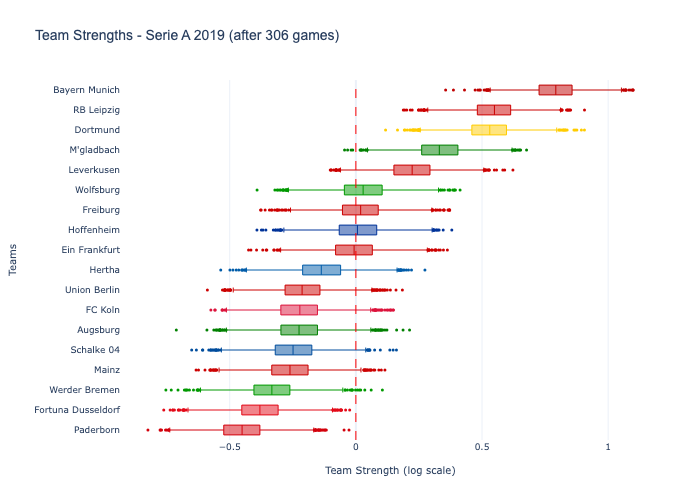 Team Strengths - Serie A 2019 (after 306 games)
Bayern Munich
RB Leipzig
Dortmund
M'gladbach
Leverkusen
Wolfsburg
Freiburg
Hoffenheim
Ein Frankfurt
Hertha
Union Berlin
FC Koln
Augsburg
Schalke 04
Mainz
Werder Bremen
Fortuna Dusseldorf
Paderborn
Teams
−0.5
0
0.5
1
Team Strength (log scale)